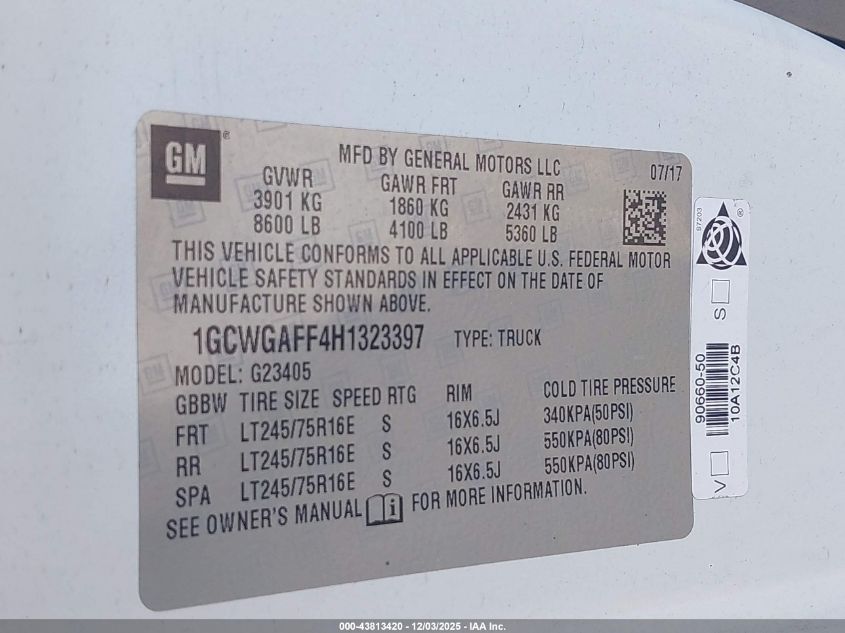 GM ®
MFD BY GENERAL MOTORS LLC 07/17
GVWR GAWR FRT GAWR RR
3901 KG 1860 KG 2431 KG
8600 LB 4100 LB 5360 LB
THIS VEHICLE CONFORMS TO ALL APPLICABLE U.S. FEDERAL MOTOR
VEHICLE SAFETY STANDARDS IN EFFECT ON THE DATE OF
MANUFACTURE SHOWN ABOVE.
1GCWGAFF4H1323397 TYPE: TRUCK
MODEL: G23405
GBBW TIRE SIZE SPEED RTG RIM COLD TIRE PRESSURE
FRT LT245/75R16E S 16X6.5J 340KPA(50PSI)
RR LT245/75R16E S 16X6.5J 550KPA(80PSI)
SPA LT245/75R16E S 16X6.5J 550KPA(80PSI)
SEE OWNER'S MANUAL i FOR MORE INFORMATION.
S7203 ®
V S
90660-50
10A12C4B
000-43813420 - 12/03/2025 - IAA Inc.